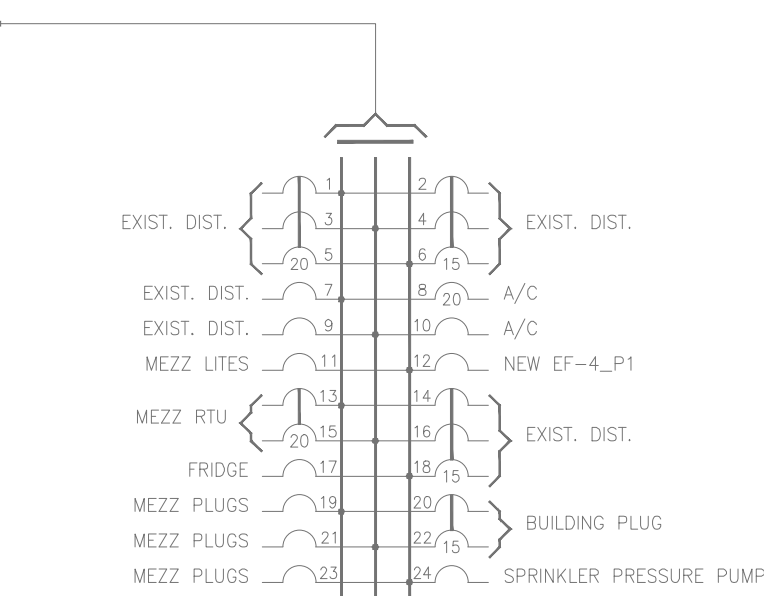 1 2
EXIST. DIST. 3 4 EXIST. DIST.
20 5 6 15
EXIST. DIST. 7 8 20 A/C
EXIST. DIST. 9 10 A/C
MEZZ LITES 11 12 NEW EF-4_P1
13 14
MEZZ RTU 20 15 16 EXIST. DIST.
FRIDGE 17 18 15
MEZZ PLUGS 19 20 BUILDING PLUG
MEZZ PLUGS 21 22 15
MEZZ PLUGS 23 24 SPRINKLER PRESSURE PUMP